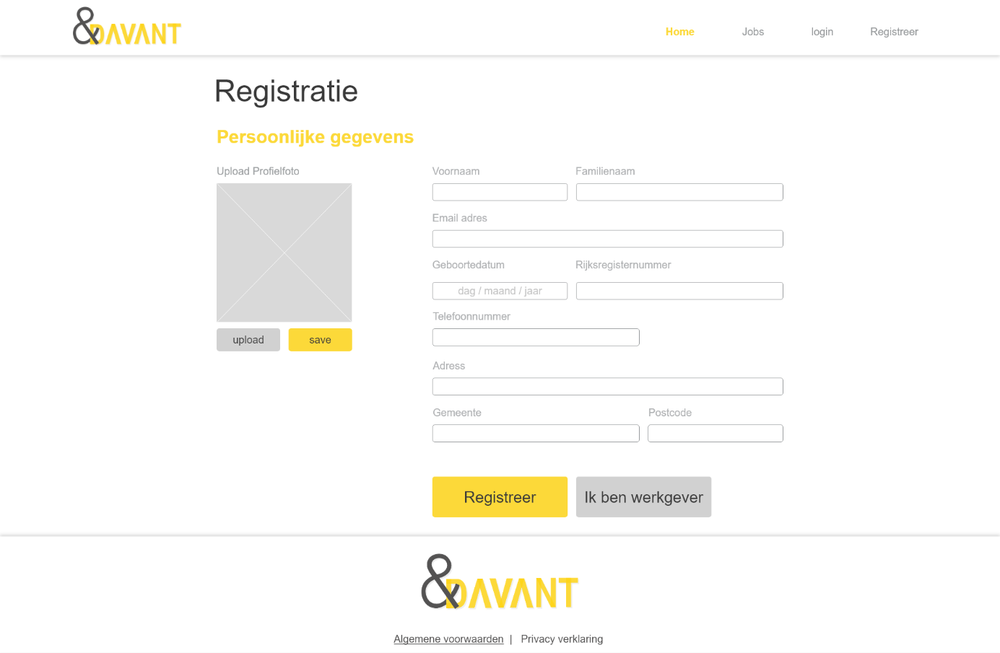 &DAVANT
Home Jobs login Registreer
Registratie
Persoonlijke gegevens
Upload Profielfoto
upload save
Voornaam Familienaam
Email adres
Geboortedatum Rijksregisternummer
dag / maand / jaar
Telefoonnummer
Adress
Gemeente Postcode
Registreer Ik ben werkgever
&DAVANT
Algemene voorwaarden | Privacy verklaring